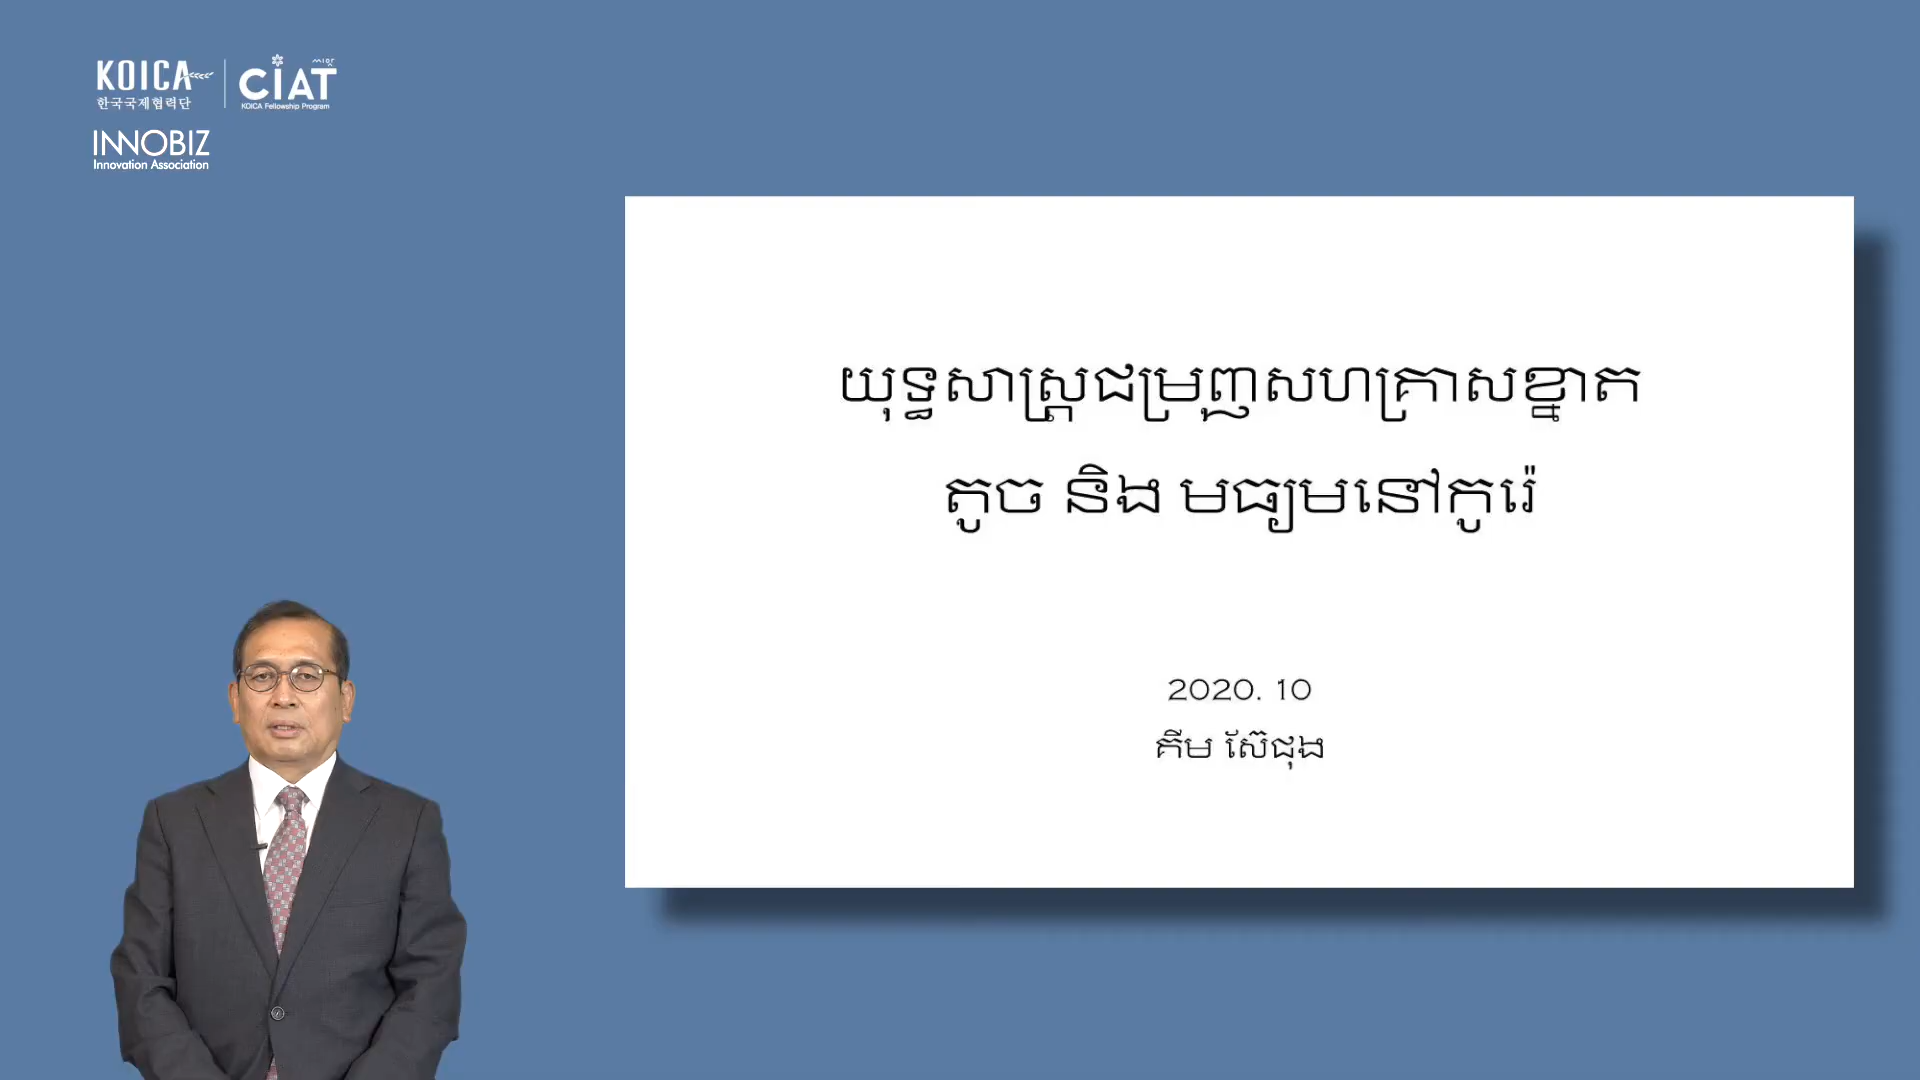 KOICA
한국국제협력단
CIAT
KOICA Fellowship Program
INNOBIZ
Innovation Association
យុទ្ធសាស្ត្រជម្រុញសហគ្រាសខ្នាត
តូច និង មធ្យមនៅកូរ៉េ
2020. 10
គីម ស៊ែជុង